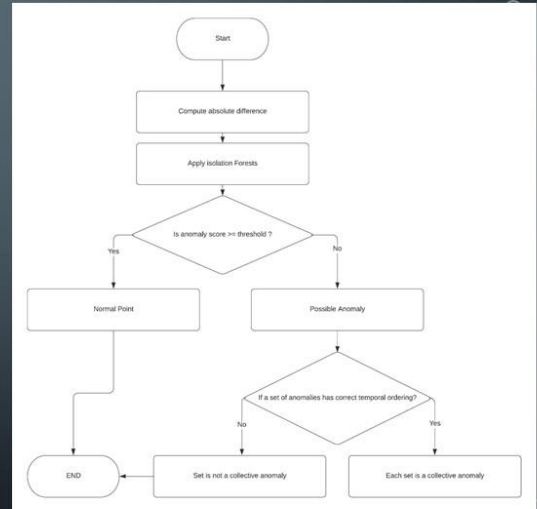 Start
Compute absolute difference
Apply isolation Forests
Is anomaly score >= threshold ?
Yes
No
Normal Point
Possible Anomaly
If a set of anomalies has correct temporal ordering?
No
Yes
END
Set is not a collective anomaly
Each set is a collective anomaly